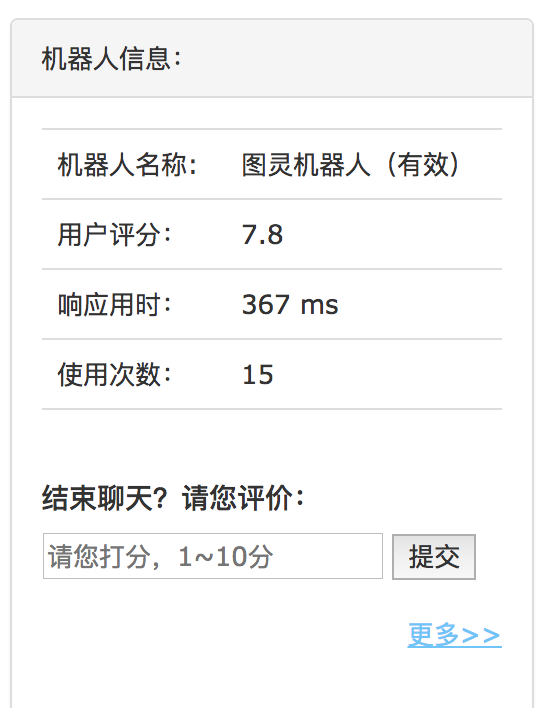 机器人信息：
机器人名称: 图灵机器人（有效）
用户评分： 7.8
响应用时： 367 ms
使用次数： 15
结束聊天？请您评价：
请您打分，1~10分 提交
更多>>